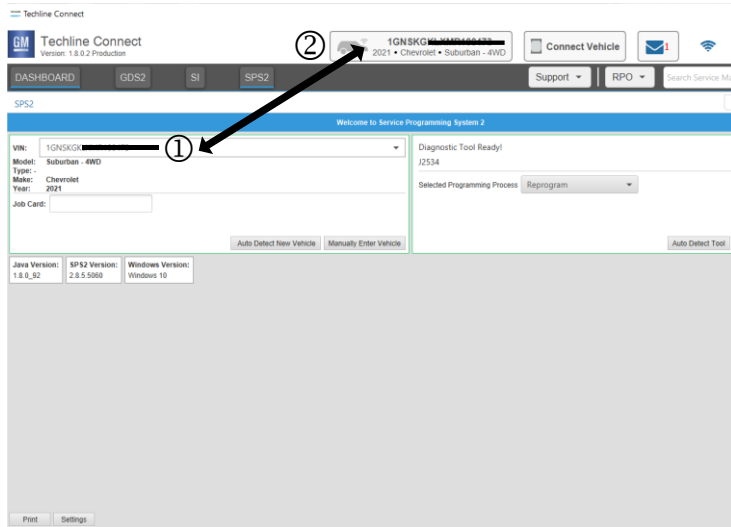 Techline Connect
GM
Techline Connect
Version: 1.8.0.2 Production
②
2021 • Chevrolet • Suburban - 4WD
Connect Vehicle
1
DASHBOARD
GDS2
SI
SPS2
Support
RPO
Search Service Ma
SPS2
Welcome to Service Programming System 2
VIN: 1GNSKGK
①
Model: Suburban - 4WD
Type: -
Make: Chevrolet
Year: 2021
Job Card:
Auto Detect New Vehicle
Manually Enter Vehicle
Diagnostic Tool Ready!
J2534
Selected Programming Process
Reprogram
Auto Detect Tool
Java Version:
1.8.0_92
SPS2 Version:
2.8.5.5060
Windows Version:
Windows 10
Print
Settings